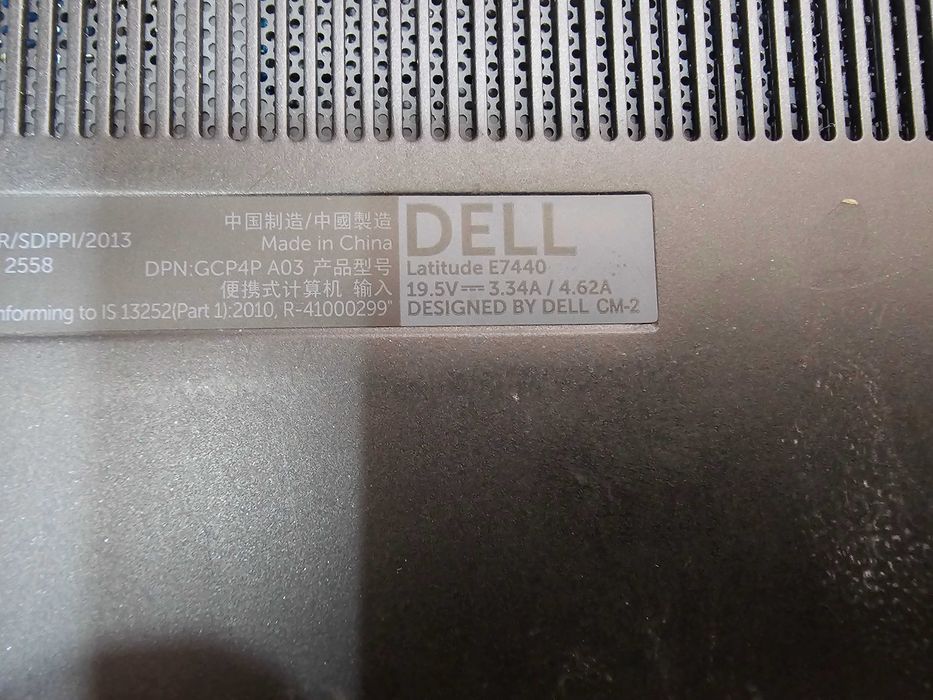 R/SDPPI/2013
2558
nforming to IS 13252(Part 1):2010, R-41000299"
中国制造/中國製造
Made in China
DPN:GCP4P A03 产品型号
便携式计算机 输入
DELL
Latitude E7440
19.5V⎓3.34A / 4.62A
DESIGNED BY DELL CM-2